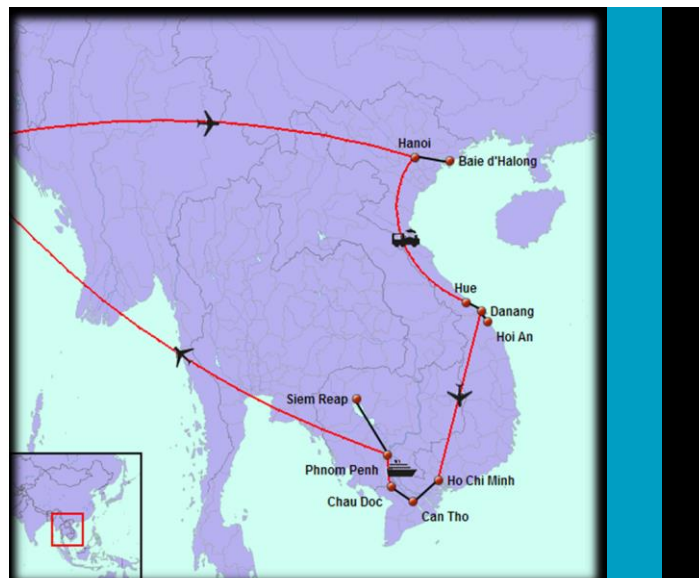 Hanoi
Baie d'Halong
Hue
Danang
Hoi An
Siem Reap
Phnom Penh
Ho Chi Minh
Chau Doc
Can Tho